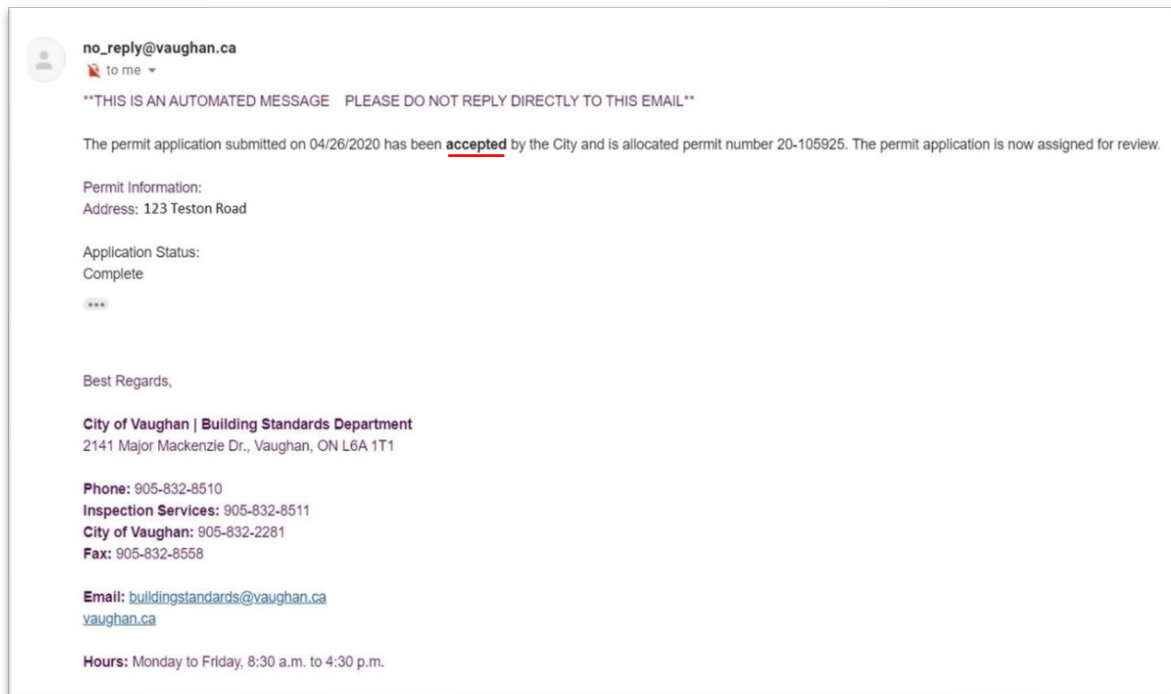 no_reply@vaughan.ca
to me
**THIS IS AN AUTOMATED MESSAGE PLEASE DO NOT REPLY DIRECTLY TO THIS EMAIL**
The permit application submitted on 04/26/2020 has been accepted by the City and is allocated permit number 20-105925. The permit application is now assigned for review.
Permit Information:
Address: 123 Teston Road
Application Status:
Complete
Best Regards,
City of Vaughan | Building Standards Department
2141 Major Mackenzie Dr., Vaughan, ON L6A 1T1
Phone: 905-832-8510
Inspection Services: 905-832-8511
City of Vaughan: 905-832-2281
Fax: 905-832-8558
Email: buildingstandards@vaughan.ca
vaughan.ca
Hours: Monday to Friday, 8:30 a.m. to 4:30 p.m.